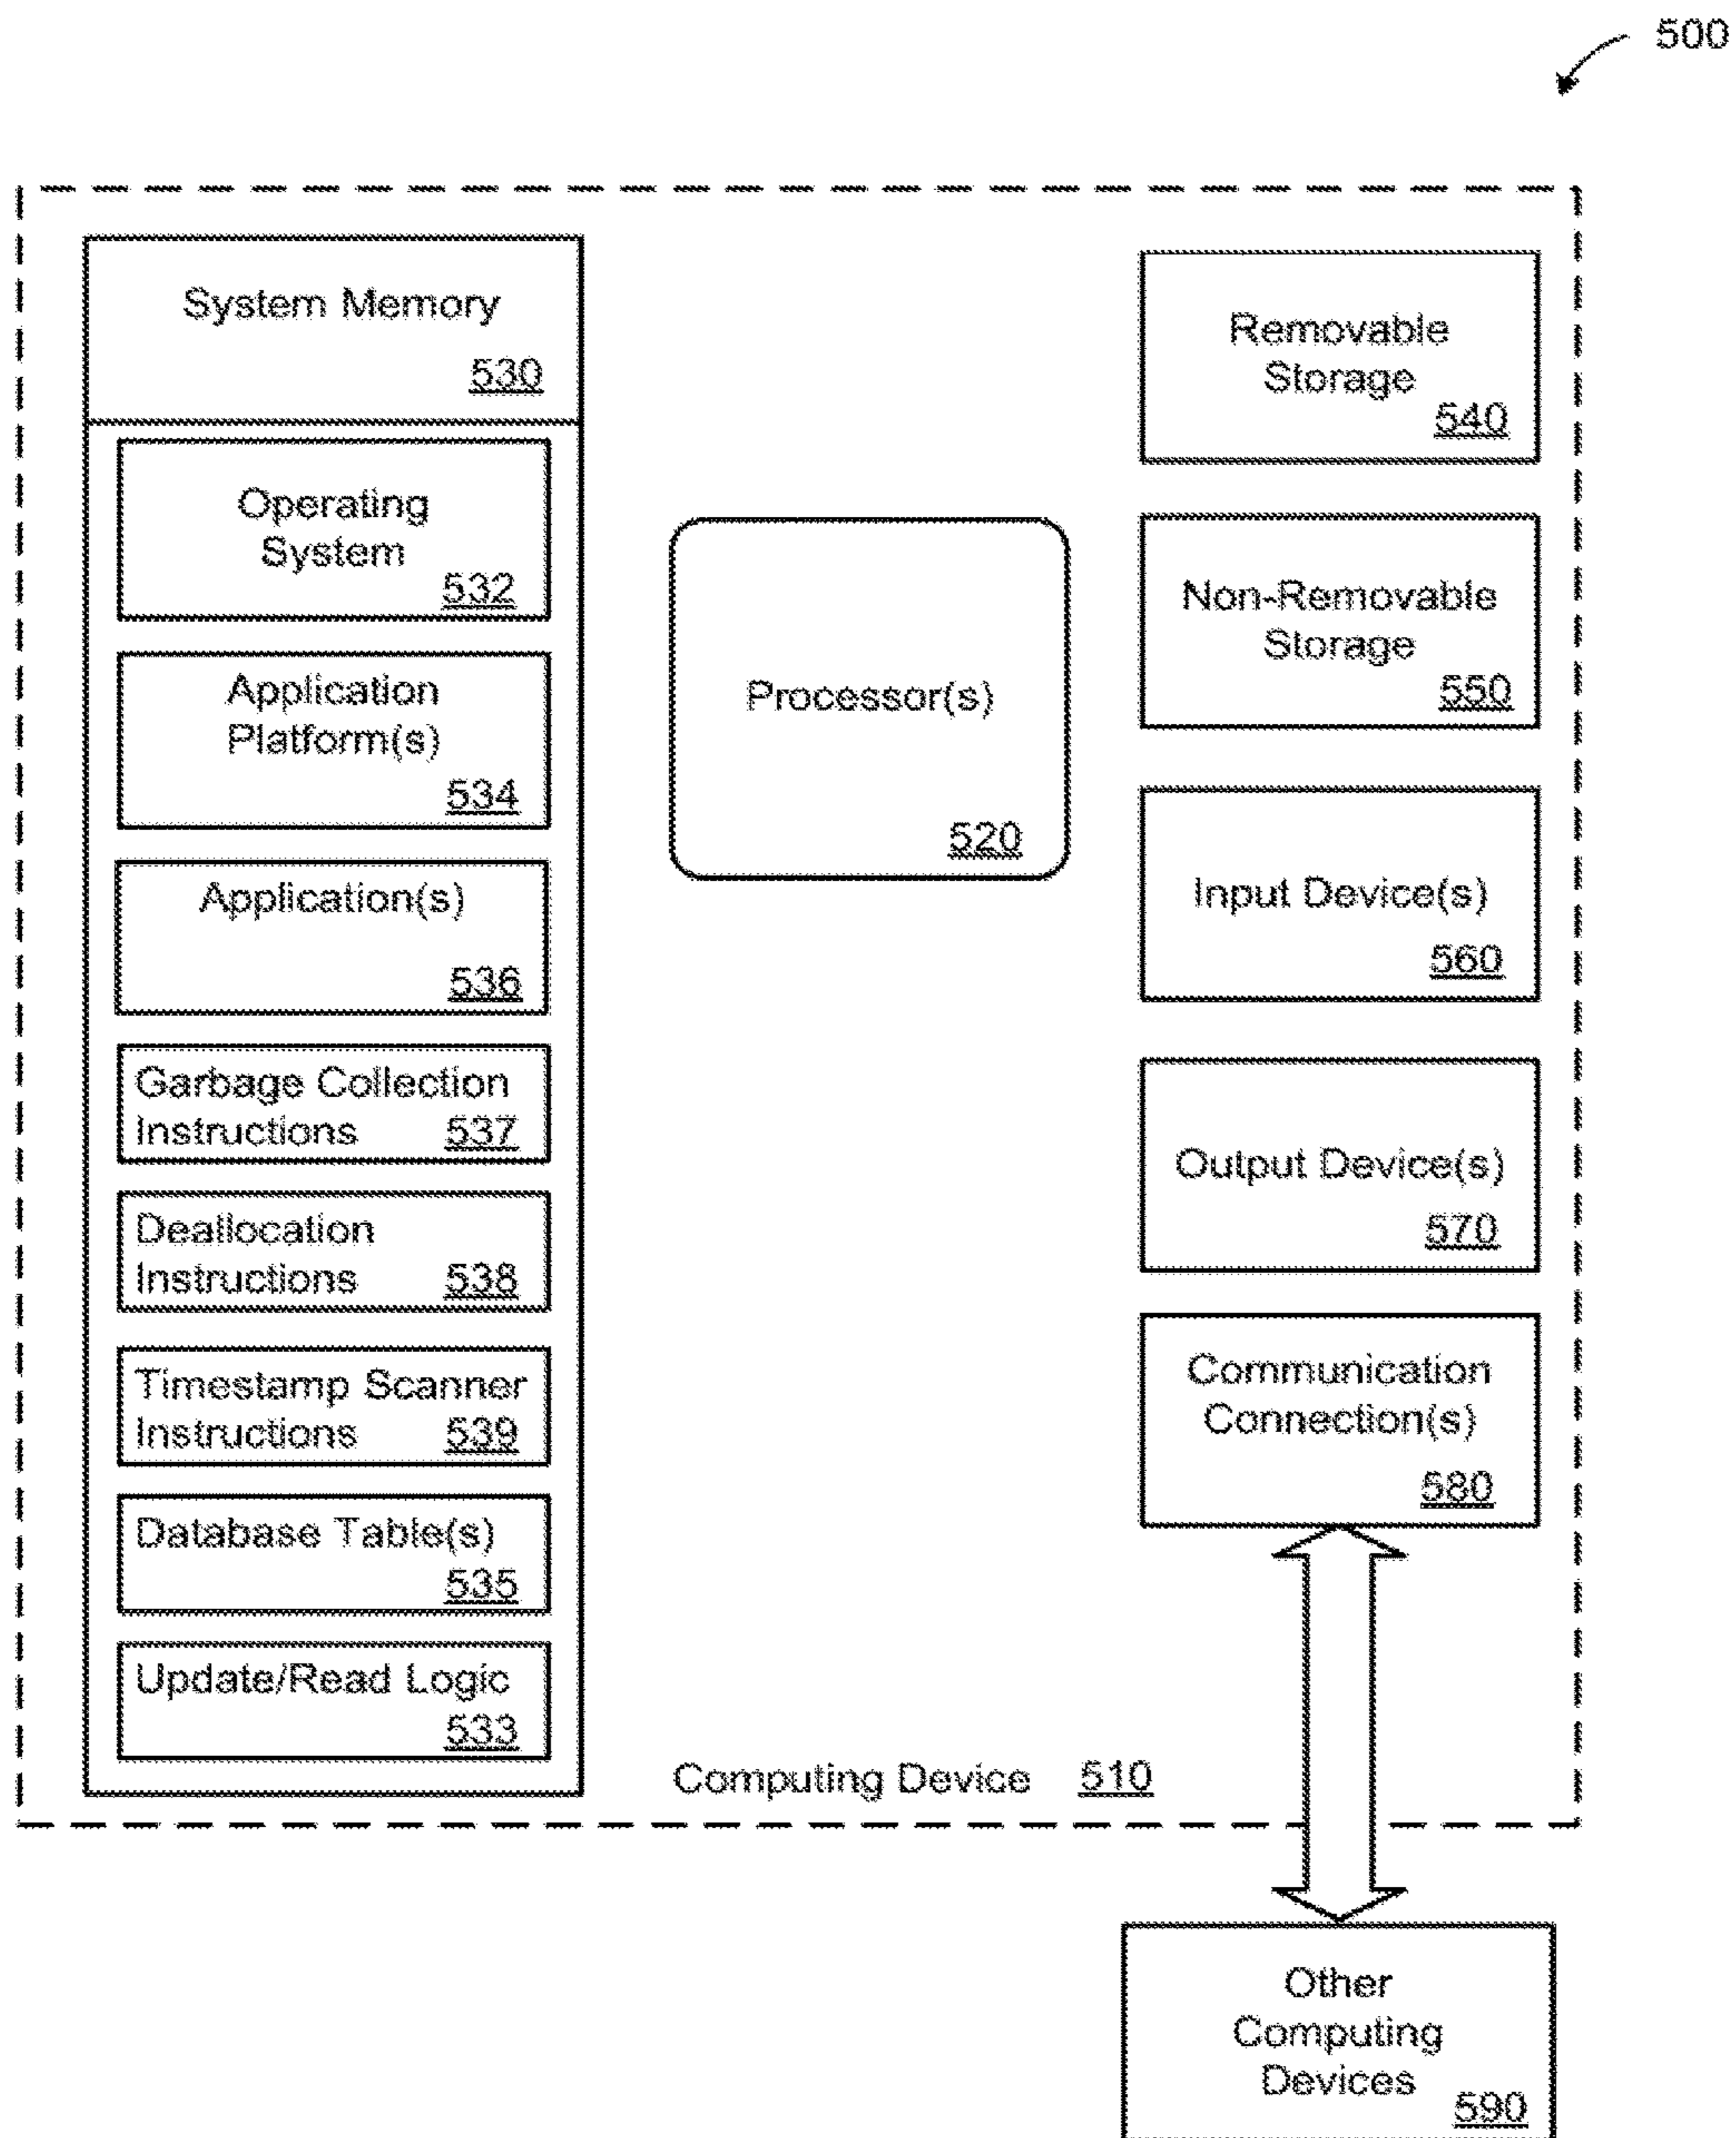 500
System Memory
530
Operating
System
532
Application
Platform(s)
534
Application(s)
536
Garbage Collection
Instructions 537
Deallocation
Instructions 538
Timestamp Scanner
Instructions 539
Database Table(s)
535
Update/Read Logic
533
Processor(s)
520
Removable
Storage
540
Non-Removable
Storage
550
Input Device(s)
560
Output Device(s)
570
Communication
Connection(s)
580
Computing Device 510
Other
Computing
Devices
590